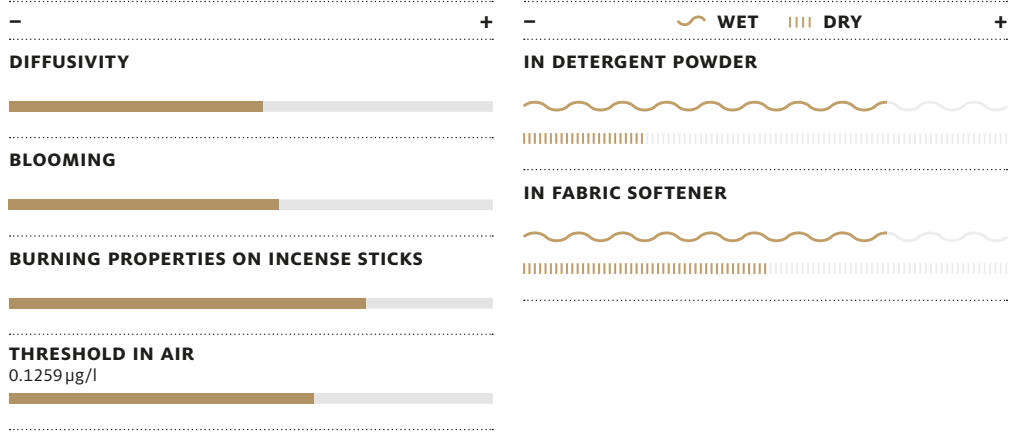 – +
DIFFUSIVITY
BLOOMING
BURNING PROPERTIES ON INCENSE STICKS
THRESHOLD IN AIR
0.1259 µg/l
– WET DRY +
IN DETERGENT POWDER
IN FABRIC SOFTENER